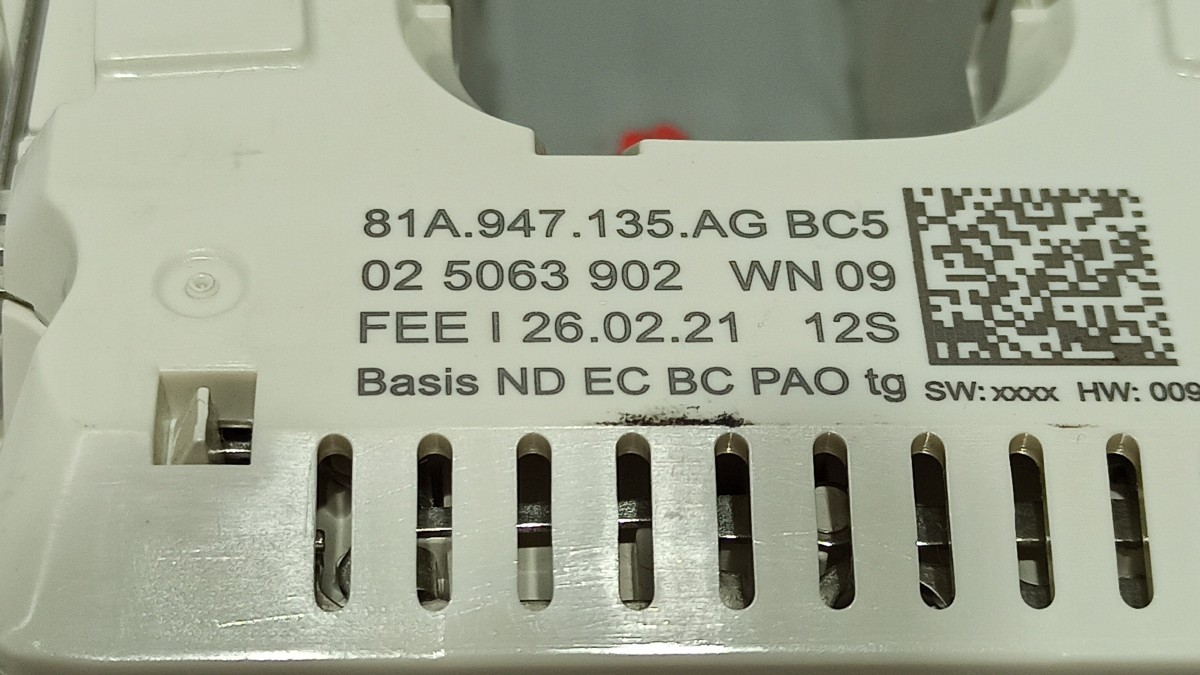 81A.947.135.AG BC5
02 5063 902 WN 09
FEE I 26.02.21 12S
Basis ND EC BC PAO tg SW: xxxx HW: 009